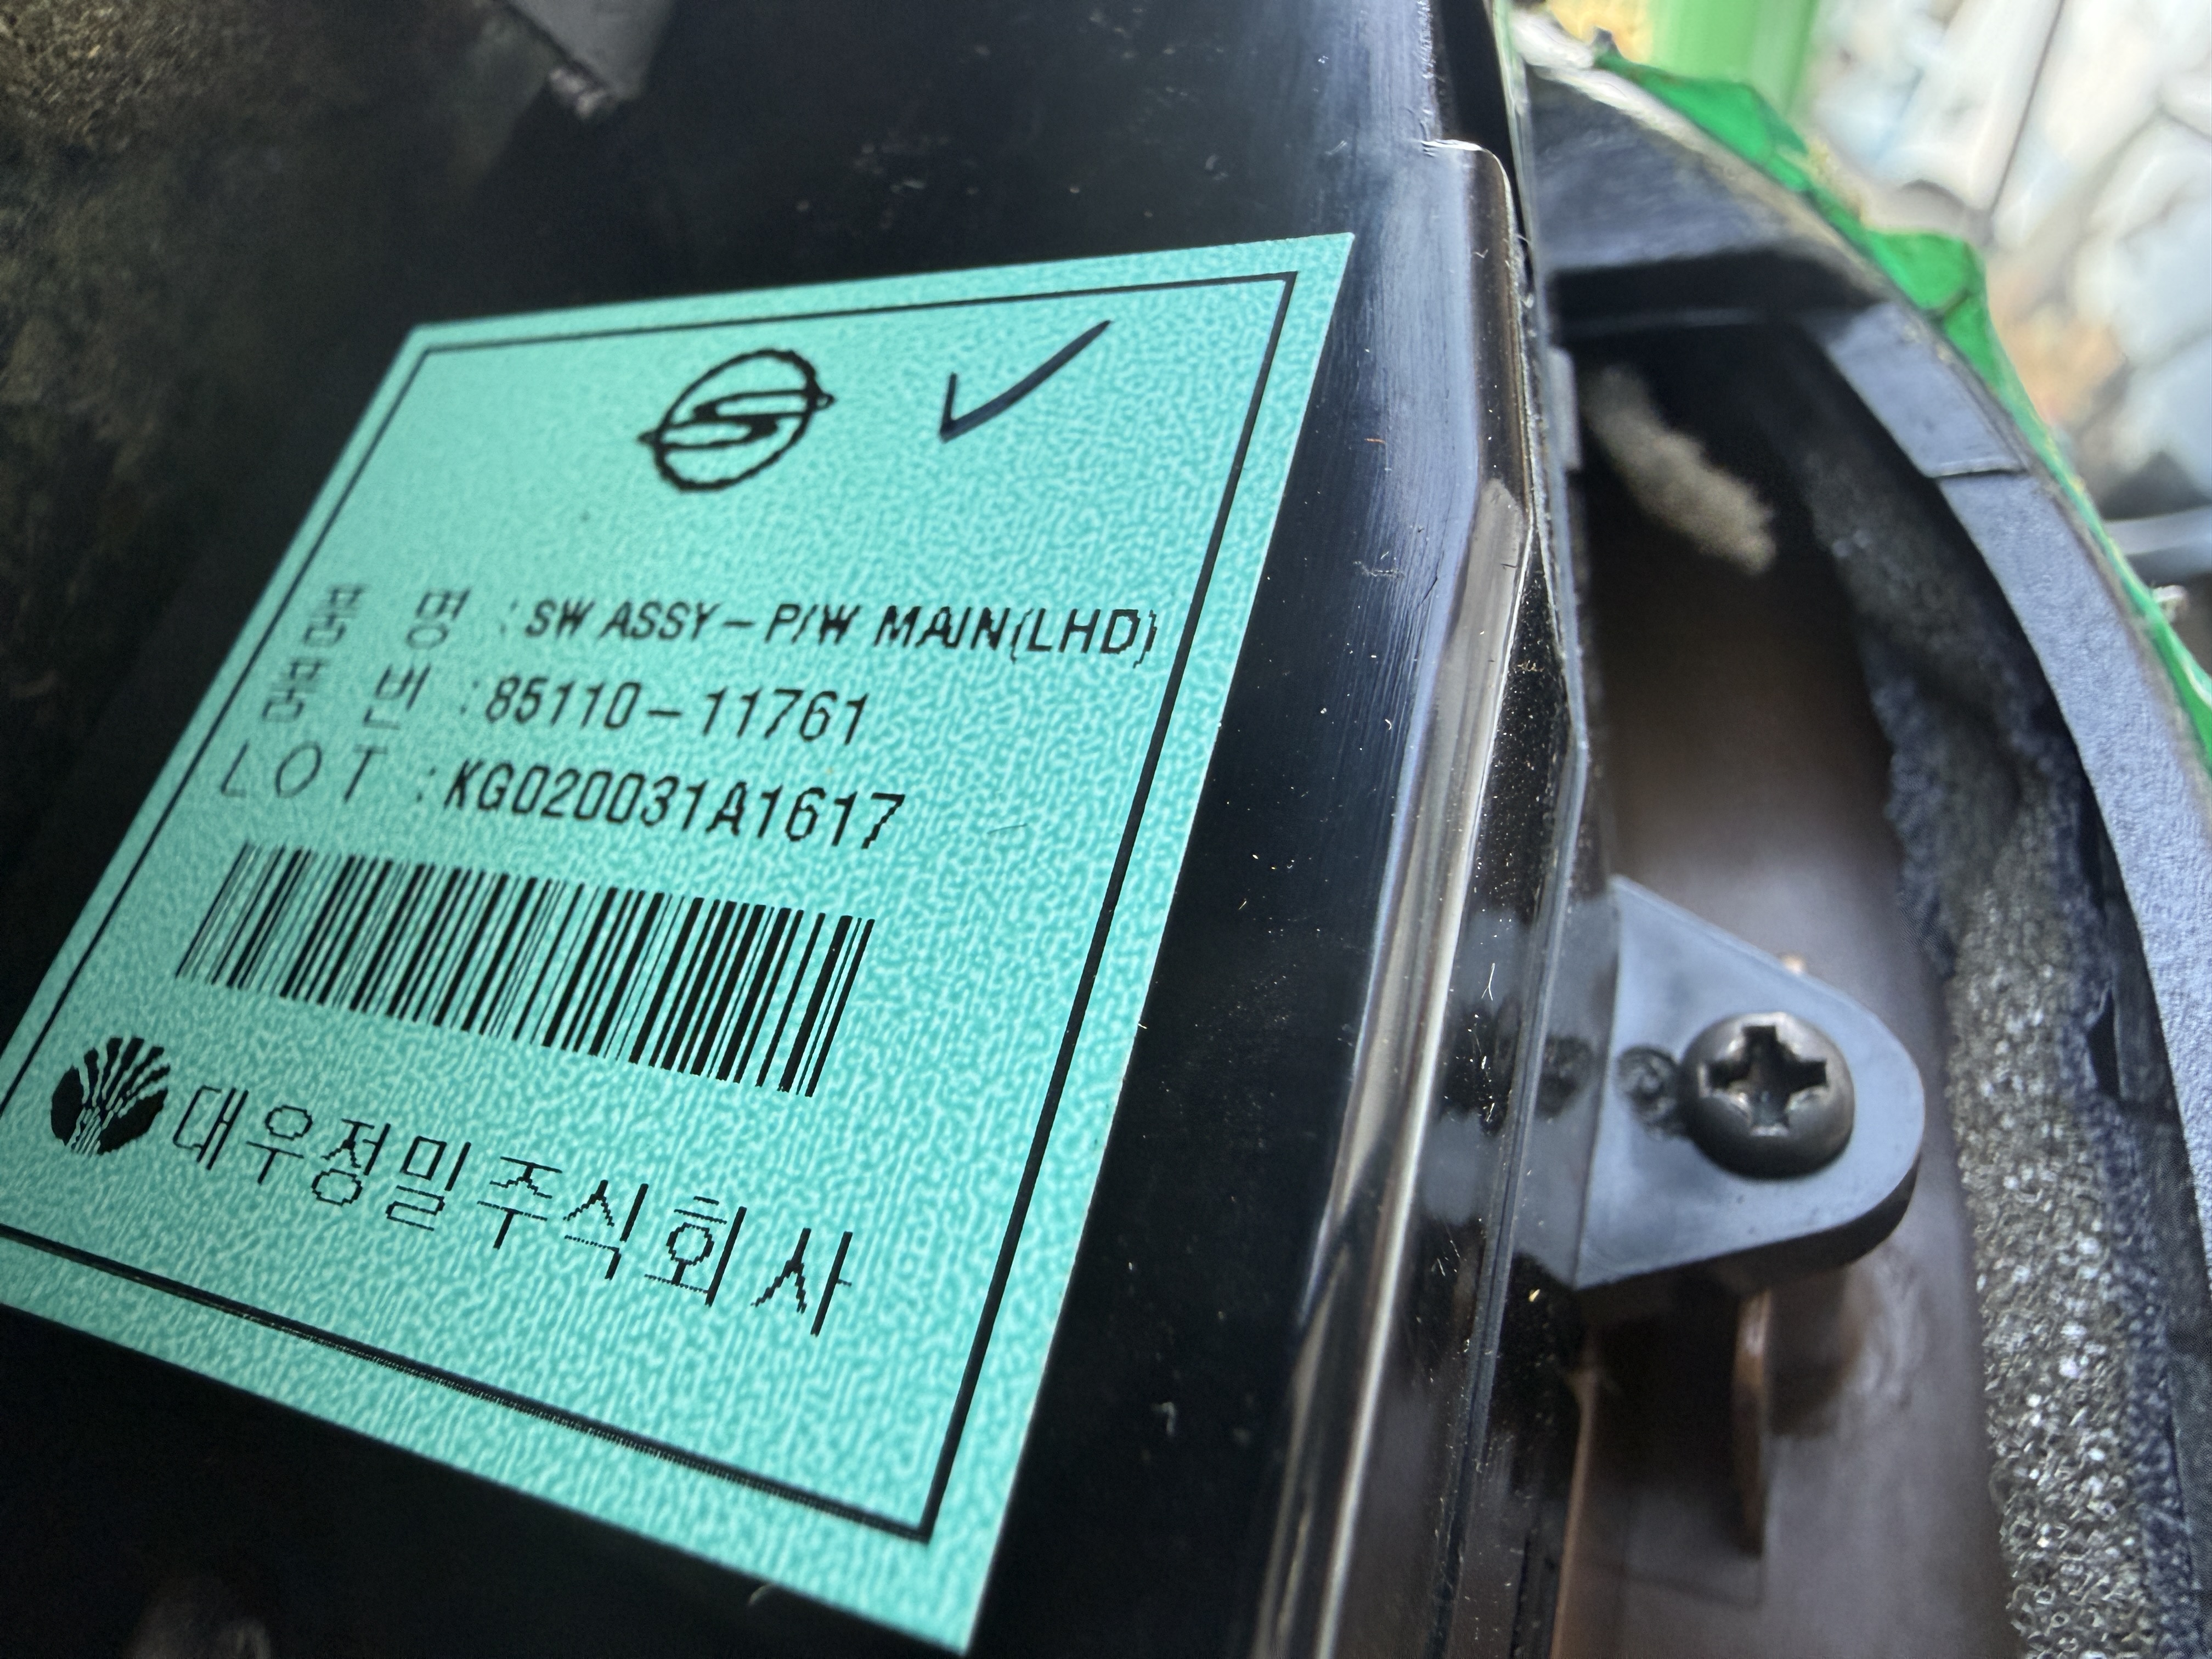 품 명 : SW ASSY-P/W MAIN(LHD)
품 번 : 85110-11761
LOT : KG020031A1617
대우정밀주식회사